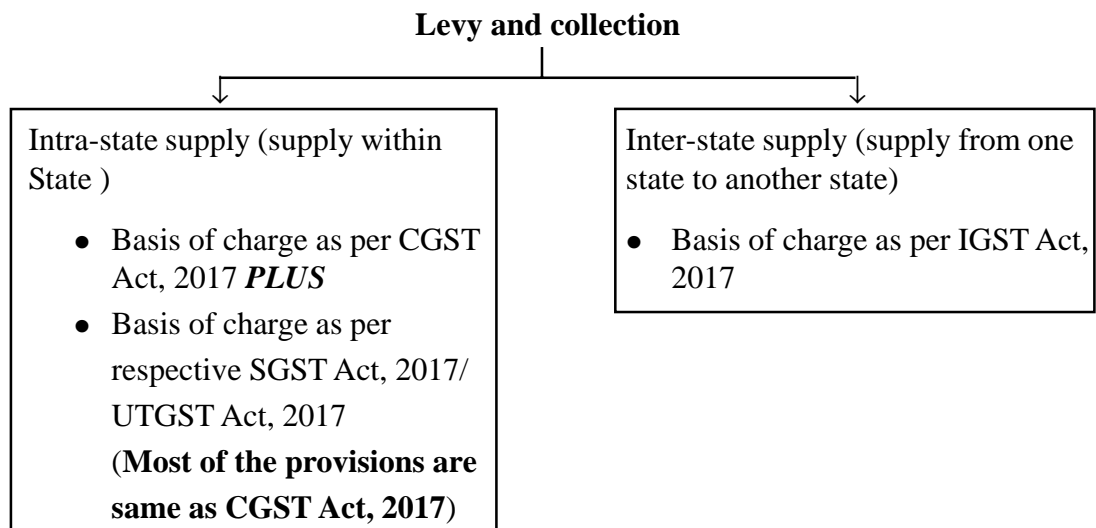 Levy and collection
Intra-state supply (supply within
State )
● Basis of charge as per CGST
Act, 2017 PLUS
● Basis of charge as per
respective SGST Act, 2017/
UTGST Act, 2017
(Most of the provisions are
same as CGST Act, 2017)
Inter-state supply (supply from one
state to another state)
● Basis of charge as per IGST Act,
2017